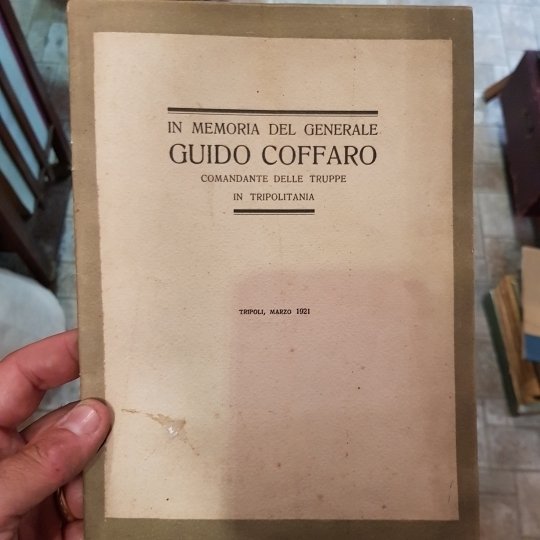 IN MEMORIA DEL GENERALE
GUIDO COFFARO
COMANDANTE DELLE TRUPPE
IN TRIPOLITANIA
TRIPOLI, MARZO 1921